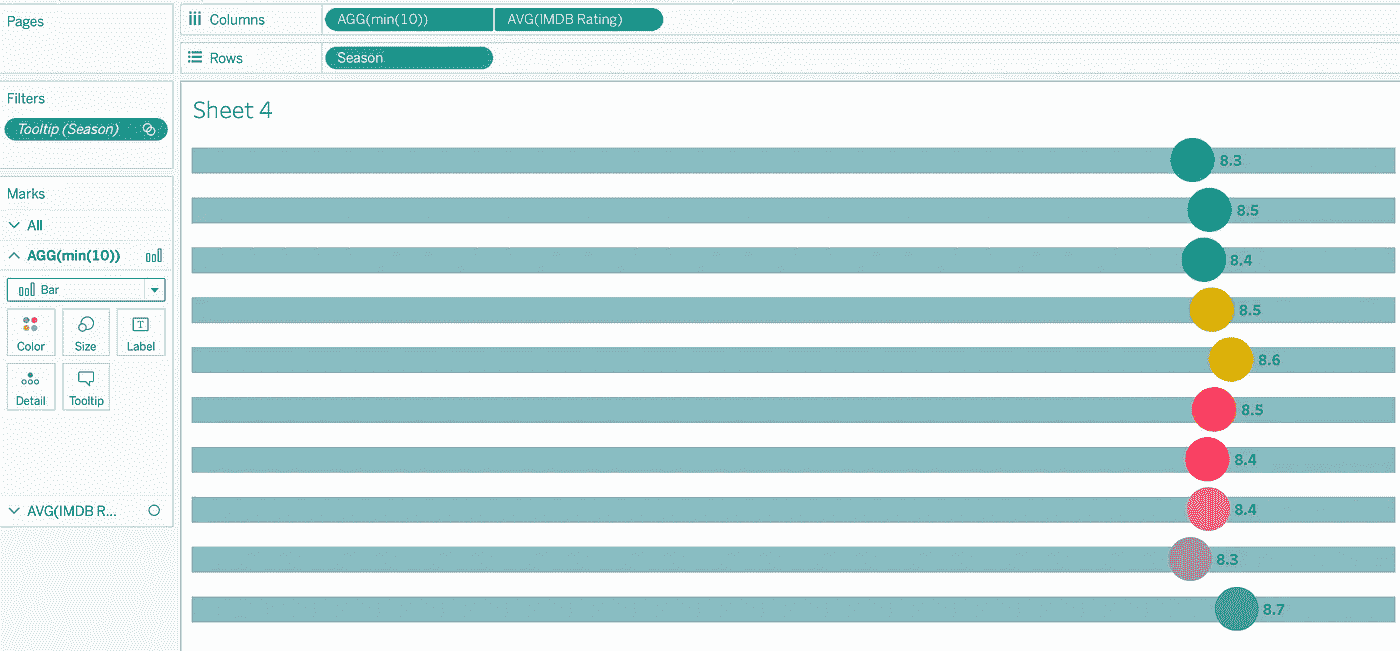 Pages
Columns AGG(min(10)) AVG(IMDB Rating)
Rows Season
Filters
Tooltip (Season)
Marks
All
AGG(min(10))
Bar
Color Size Label
Detail Tooltip
AVG(IMDB R...
Sheet 4
8.3
8.5
8.4
8.5
8.6
8.5
8.4
8.4
8.3
8.7